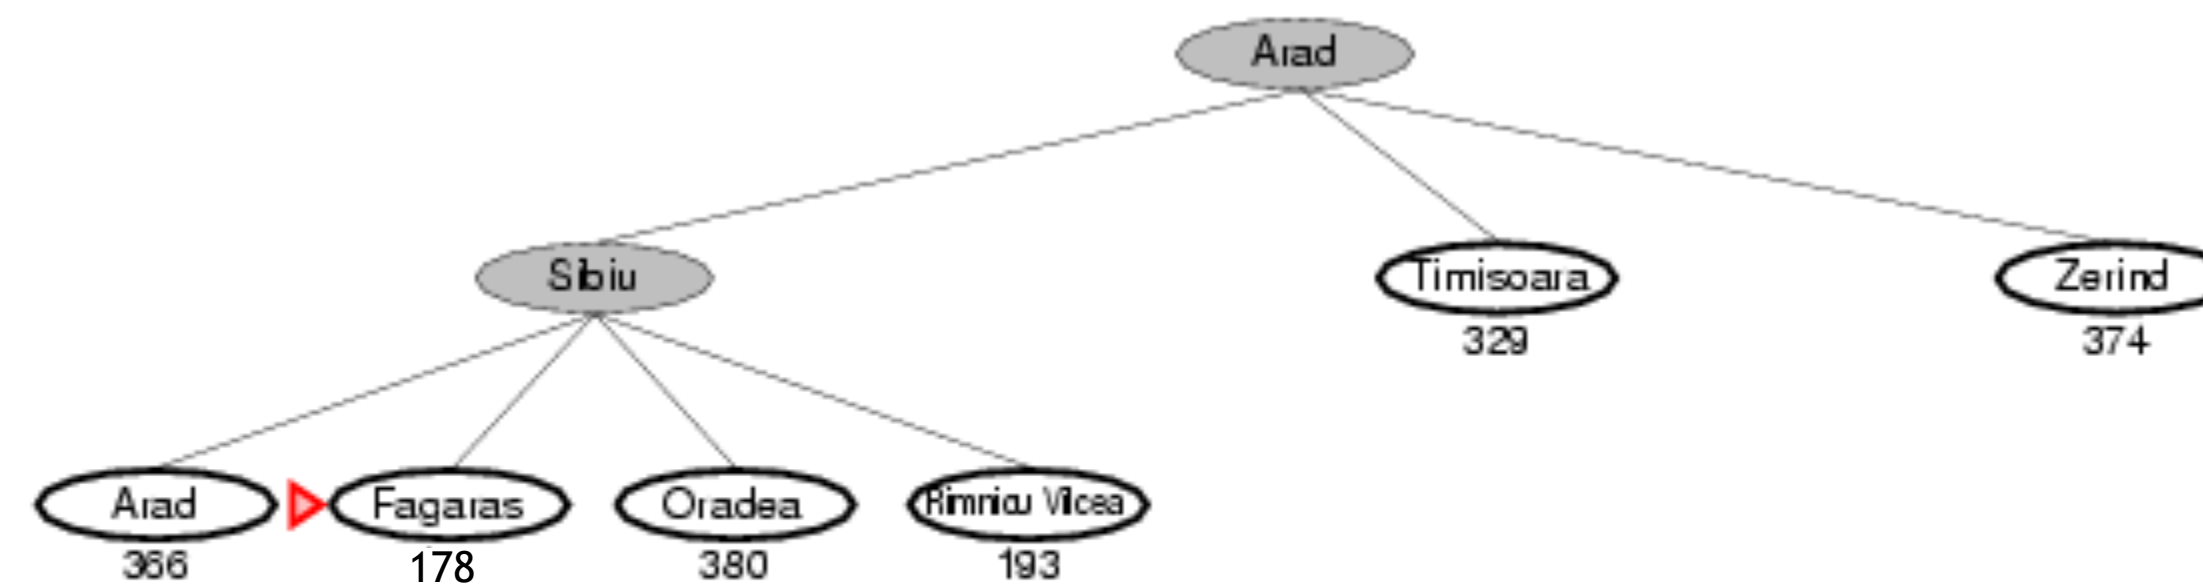 Arad
Sibiu
Timisoara
Zerind
329
374
Arad
Fagaras
Oradea
Rimnicu Vilcea
366
178
380
193